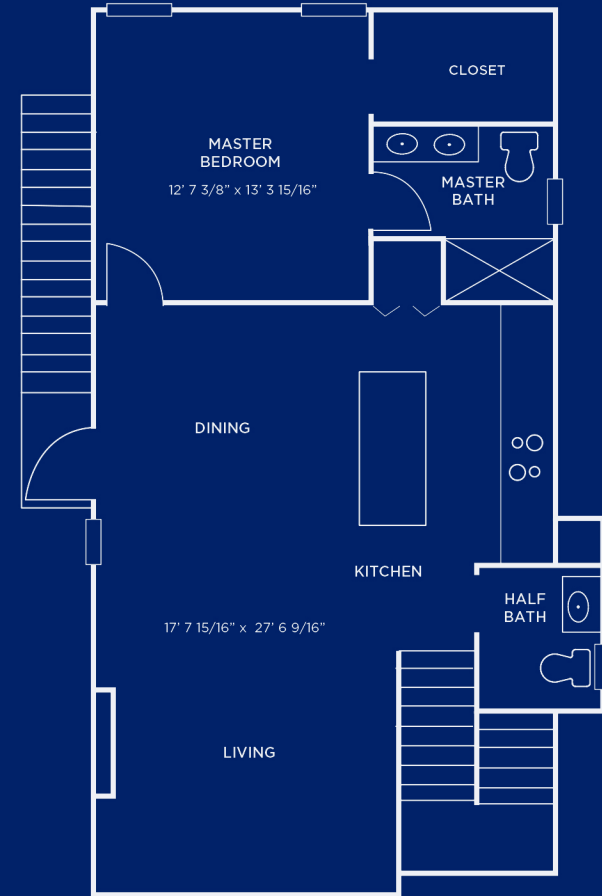 CLOSET
MASTER
BEDROOM
12’ 7 3/8” x 13’ 3 15/16”
MASTER
BATH
DINING
KITCHEN
HALF
BATH
17’ 7 15/16” x 27’ 6 9/16”
LIVING